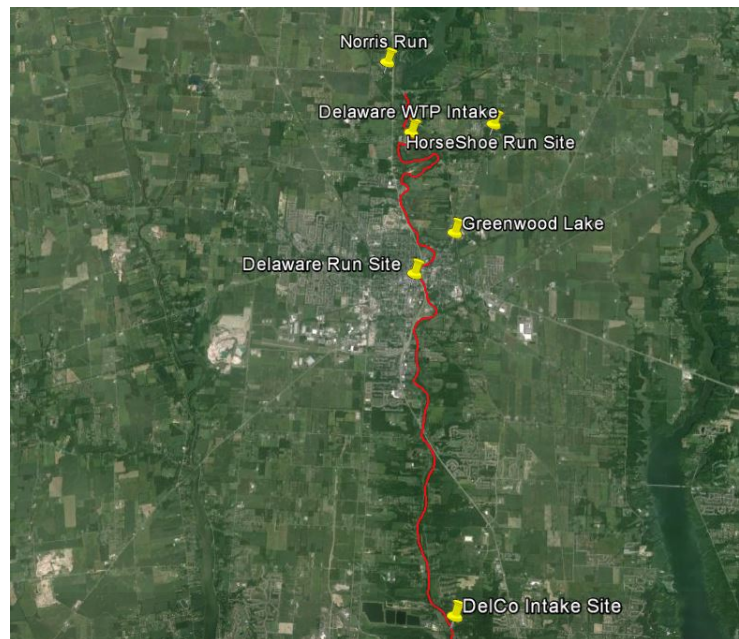 Norris Run
Delaware WTP Intake
HorseShoe Run Site
Greenwood Lake
Delaware Run Site
DelCo Intake Site